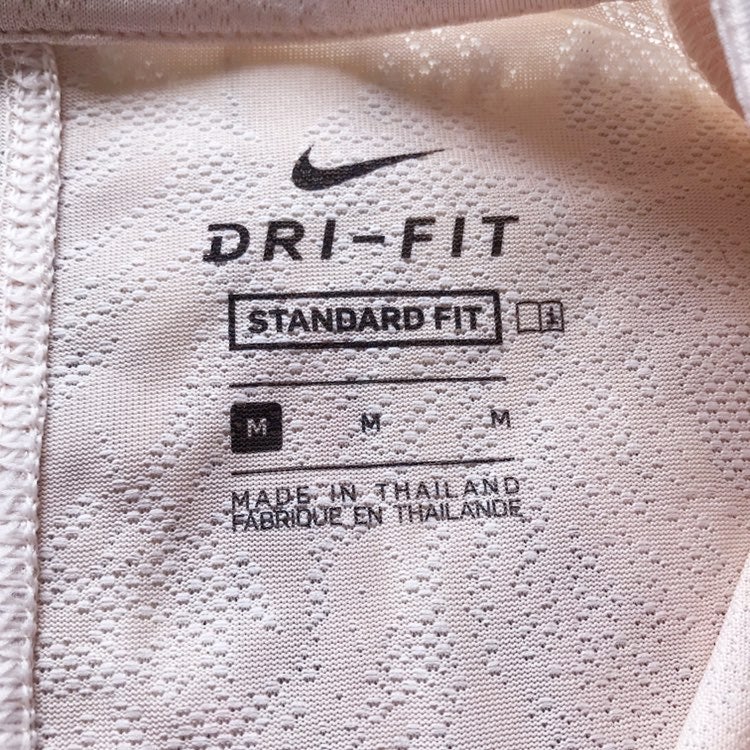 DRI-FIT
STANDARD FIT
M M M
MADE IN THAILAND
FABRIQUE EN THAILANDE